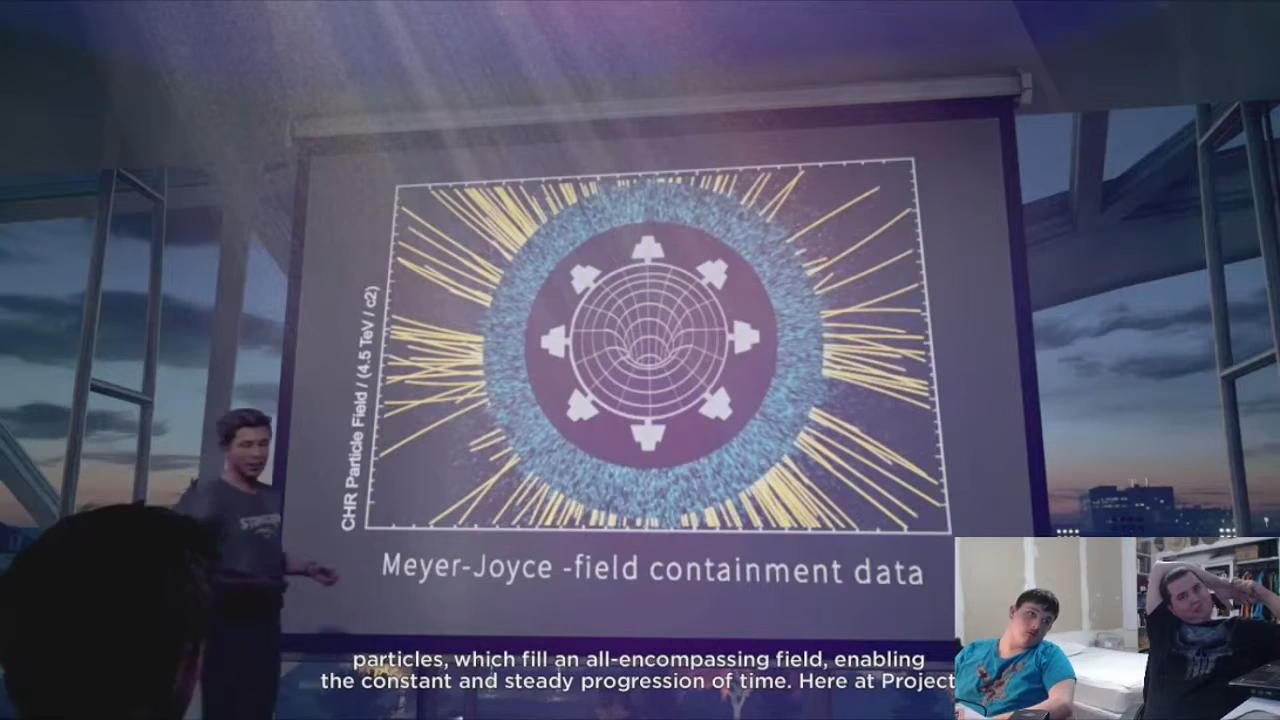 CHR Particle Field / (4.5 TeV / c2)
Meyer-Joyce -field containment data
particles, which fill an all-encompassing field, enabling
the constant and steady progression of time. Here at Project